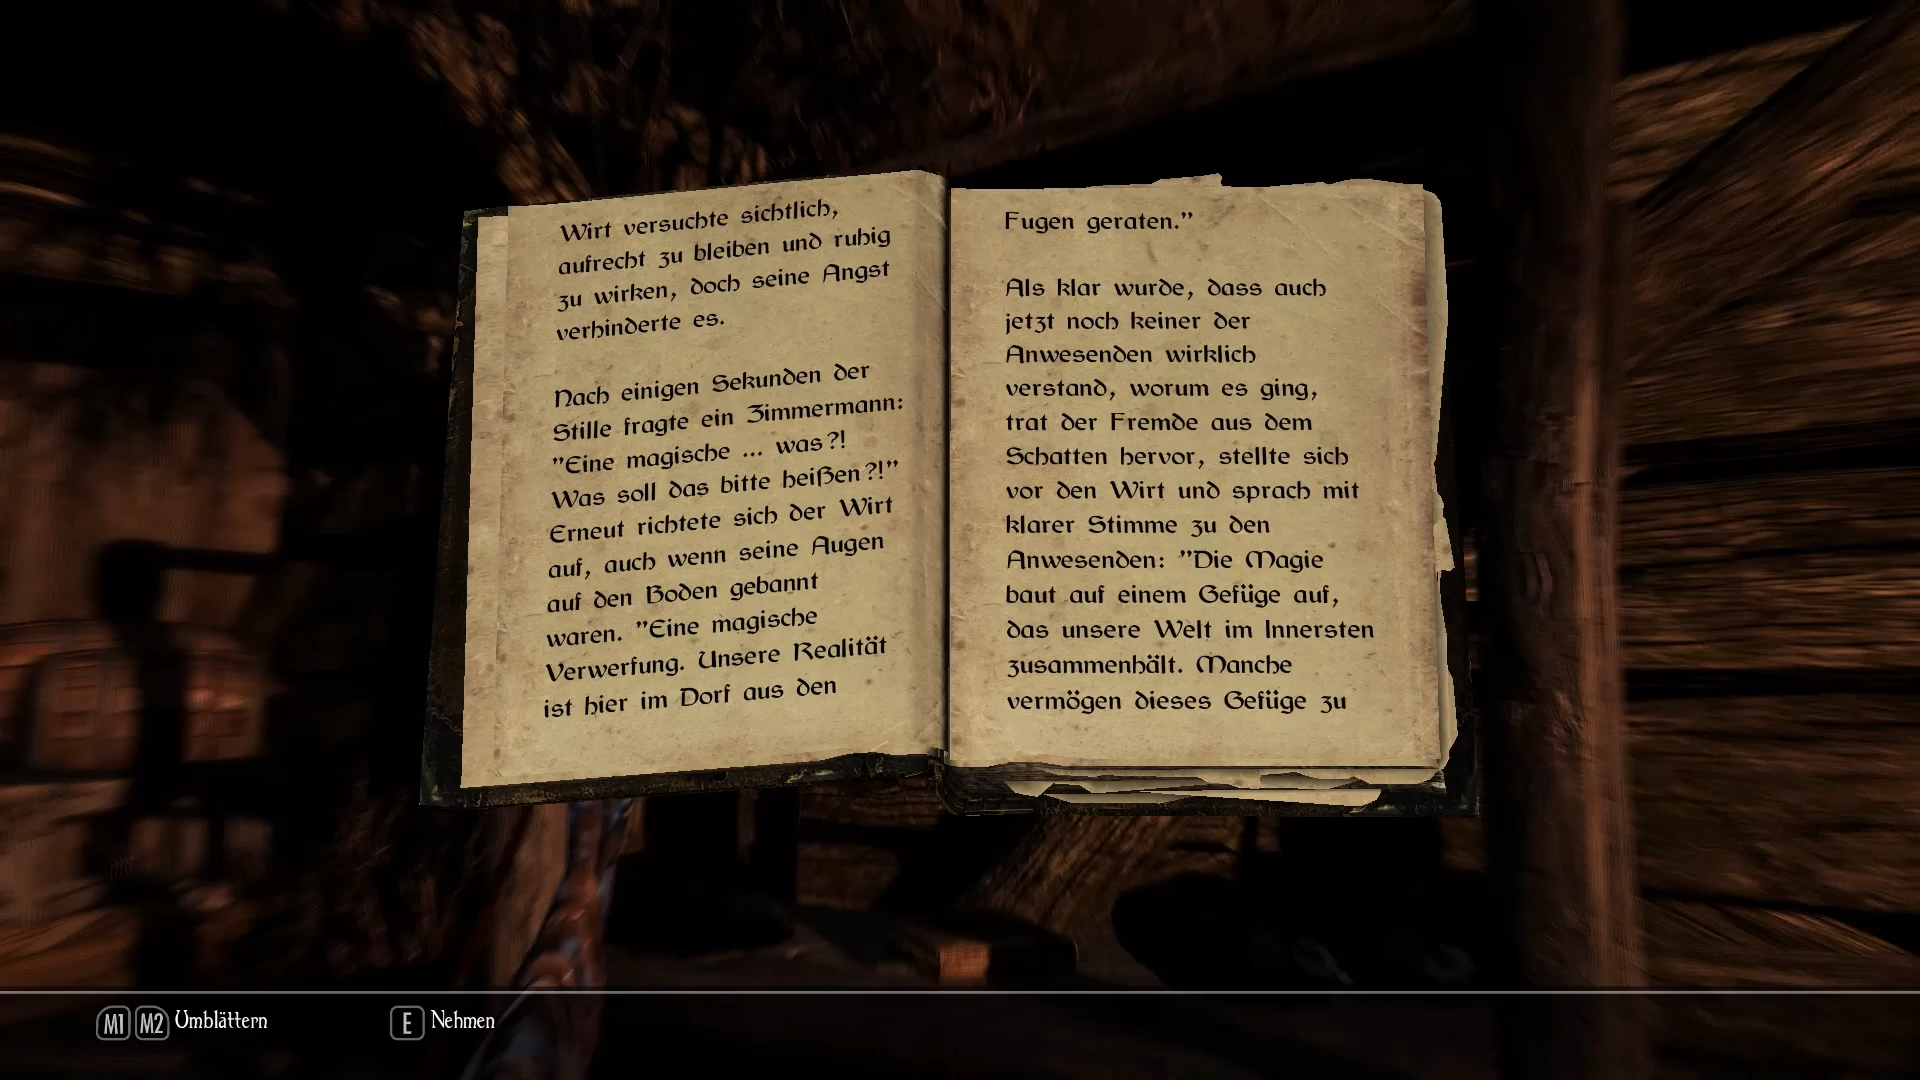 Wirt versuchte sichtlich,
aufrecht zu bleiben und ruhig
zu wirken, doch seine Angst
verhinderte es.
Nach einigen Sekunden der
Stille fragte ein Zimmermann:
"Eine magische ... was?!
Was soll das bitte heißen?!"
Erneut richtete sich der Wirt
auf, auch wenn seine Augen
auf den Boden gebannt
waren. "Eine magische
Verwerfung. Unsere Realität
ist hier im Dorf aus den
Fugen geraten."
Als klar wurde, dass auch
jetzt noch keiner der
Anwesenden wirklich
verstand, worum es ging,
trat der Fremde aus dem
Schatten hervor, stellte sich
vor den Wirt und sprach mit
klarer Stimme zu den
Anwesenden: "Die Magie
baut auf einem Gefüge auf,
das unsere Welt im Innersten
zusammenhält. Manche
vermögen dieses Gefüge zu
M1 M2 Umblättern
E Nehmen